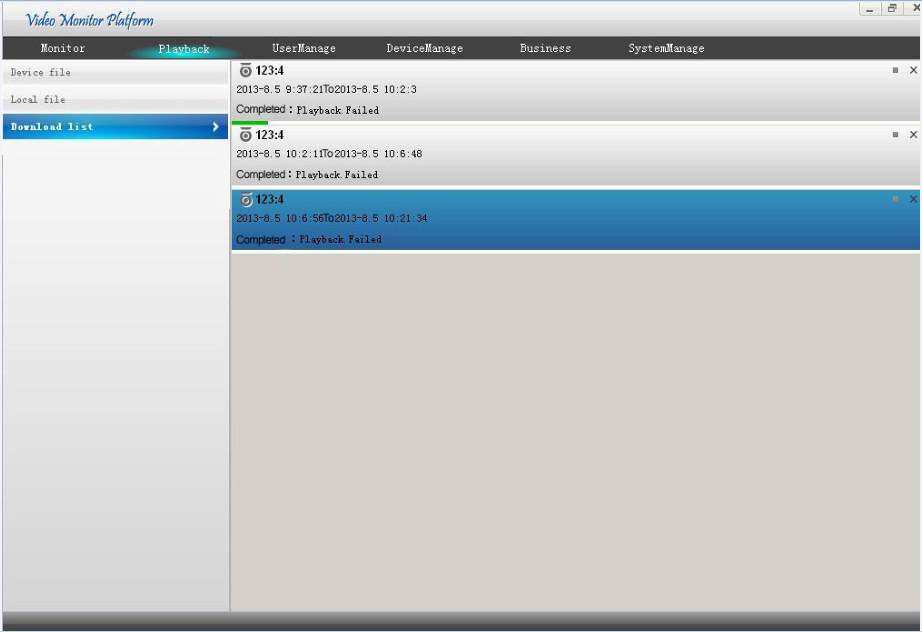 Video Monitor Platform
Monitor Playback UserManage DeviceManage Business SystemManage
Device file
Local file
Download list
123:4
2013-8.5 9:37:21To2013-8.5 10:2:3
Completed：Playback.Failed
123:4
2013-8.5 10:2:11To2013-8.5 10:6:48
Completed：Playback.Failed
123:4
2013-8.5 10:6:56To2013-8.5 10:21:34
Completed ：Playback.Failed